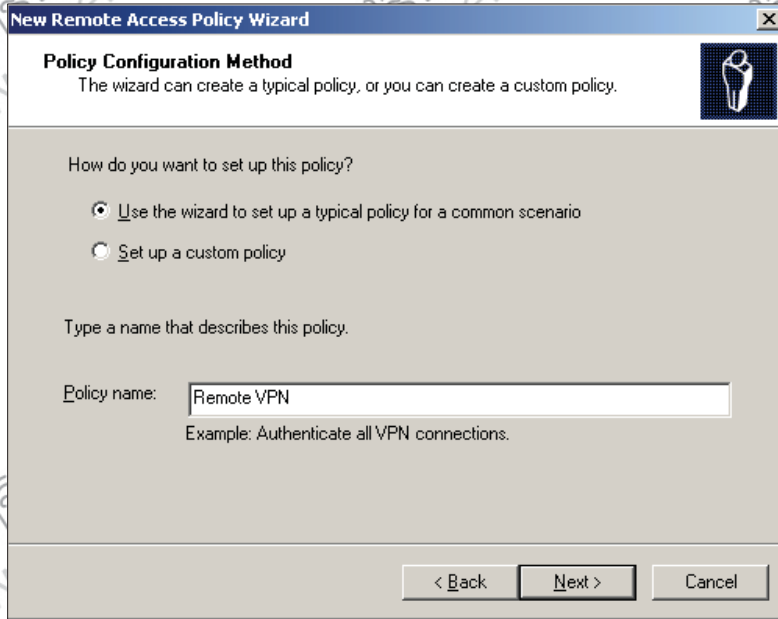 New Remote Access Policy Wizard
Policy Configuration Method
The wizard can create a typical policy, or you can create a custom policy.
How do you want to set up this policy?
Use the wizard to set up a typical policy for a common scenario
Set up a custom policy
Type a name that describes this policy.
Policy name: Remote VPN
Example: Authenticate all VPN connections.
< Back Next > Cancel